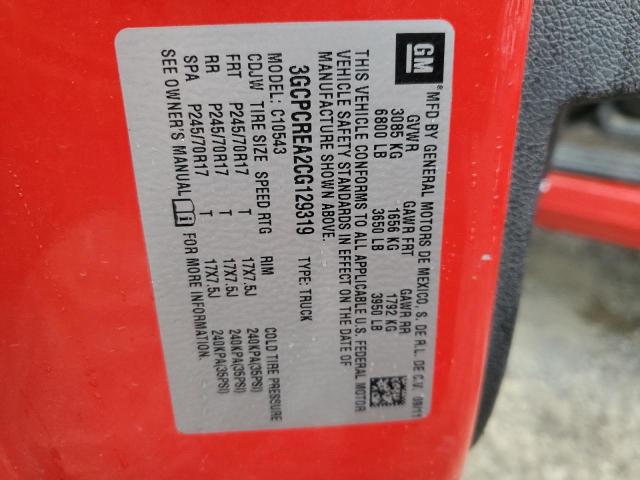 GM
® MFD BY GENERAL MOTORS DE MEXICO, S. DE R.L. DE C.V. 09/11
GVWR GAWR FRT GAWR RR
3085 KG 1656 KG 1792 KG
6800 LB 3650 LB 3950 LB
THIS VEHICLE CONFORMS TO ALL APPLICABLE U.S. FEDERAL MOTOR
VEHICLE SAFETY STANDARDS IN EFFECT ON THE DATE OF
MANUFACTURE SHOWN ABOVE.
3GCPCREA2CG129319 TYPE: TRUCK
MODEL: C10543
CDJW TIRE SIZE SPEED RTG RIM COLD TIRE PRESSURE
FRT P245/70R17 T 17X7.5J 240KPA(35PSI)
RR P245/70R17 T 17X7.5J 240KPA(35PSI)
SPA P245/70R17 T 17X7.5J 240KPA(35PSI)
SEE OWNER'S MANUAL i FOR MORE INFORMATION.